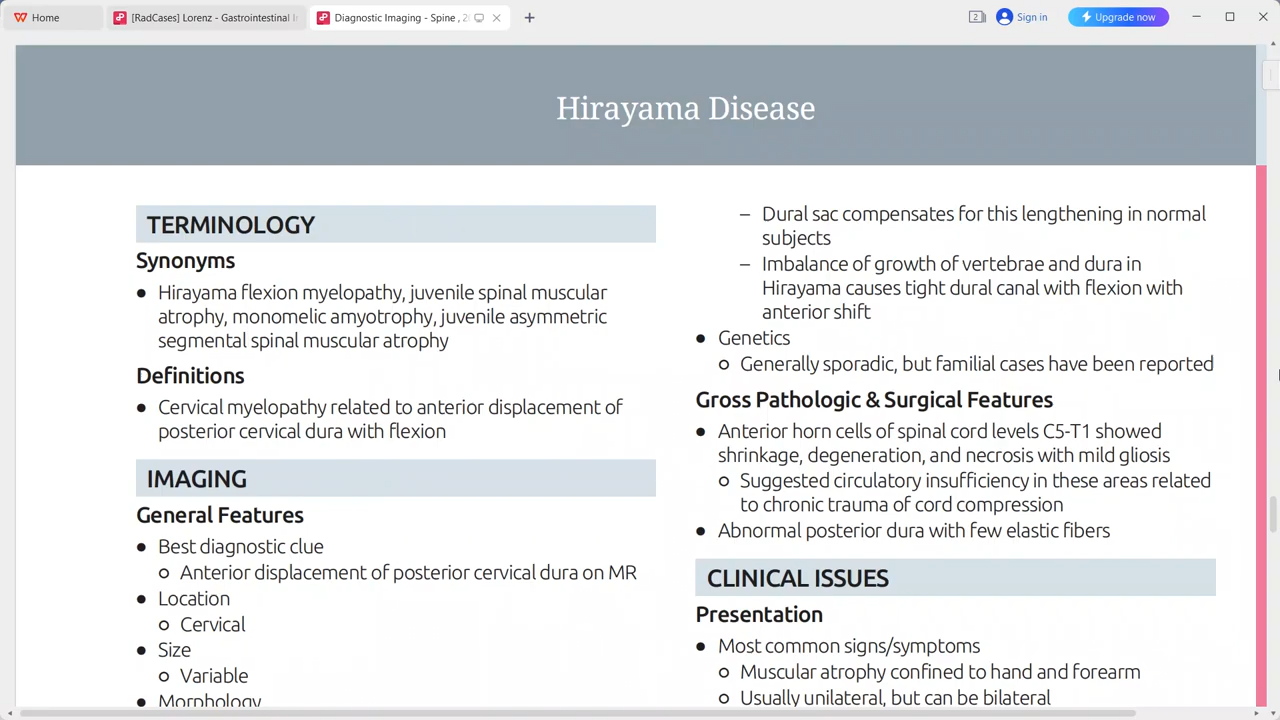 Home
[RadCases] Lorenz - Gastrointestinal I
Diagnostic Imaging - Spine , 2
2
Sign in
Upgrade now
Hirayama Disease
TERMINOLOGY
Synonyms
● Hirayama flexion myelopathy, juvenile spinal muscular
atrophy, monomelic amyotrophy, juvenile asymmetric
segmental spinal muscular atrophy
Definitions
● Cervical myelopathy related to anterior displacement of
posterior cervical dura with flexion
IMAGING
General Features
● Best diagnostic clue
○ Anterior displacement of posterior cervical dura on MR
● Location
○ Cervical
● Size
○ Variable
● Morphology
– Dural sac compensates for this lengthening in normal
subjects
– Imbalance of growth of vertebrae and dura in
Hirayama causes tight dural canal with flexion with
anterior shift
● Genetics
○ Generally sporadic, but familial cases have been reported
Gross Pathologic & Surgical Features
● Anterior horn cells of spinal cord levels C5-T1 showed
shrinkage, degeneration, and necrosis with mild gliosis
○ Suggested circulatory insufficiency in these areas related
to chronic trauma of cord compression
● Abnormal posterior dura with few elastic fibers
CLINICAL ISSUES
Presentation
● Most common signs/symptoms
○ Muscular atrophy confined to hand and forearm
○ Usually unilateral, but can be bilateral